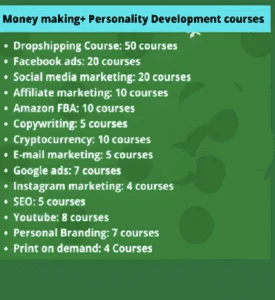 Money making+ Personality Development courses
• Dropshipping Course: 50 courses
• Facebook ads: 20 courses
• Social media marketing: 20 courses
• Affiliate marketing: 10 courses
• Amazon FBA: 10 courses
• Copywriting: 5 courses
• Cryptocurrency: 10 courses
• E-mail marketing: 5 courses
• Google ads: 7 courses
• Instagram marketing: 4 courses
• SEO: 5 courses
• Youtube: 8 courses
• Personal Branding: 7 courses
• Print on demand: 4 Courses